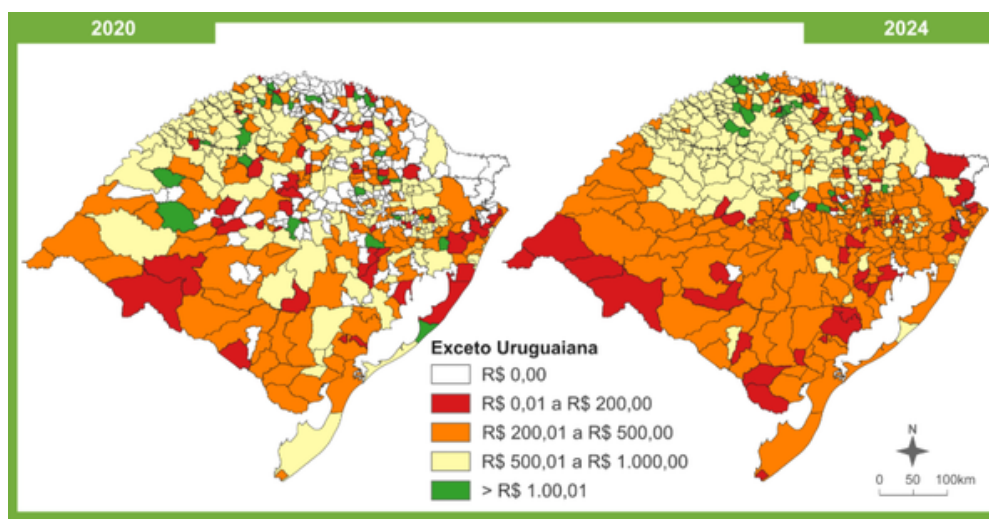 2020
2024
Exceto Uruguaiana
R$ 0,00
R$ 0,01 a R$ 200,00
R$ 200,01 a R$ 500,00
R$ 500,01 a R$ 1.000,00
> R$ 1.00,01
N
0 50 100km